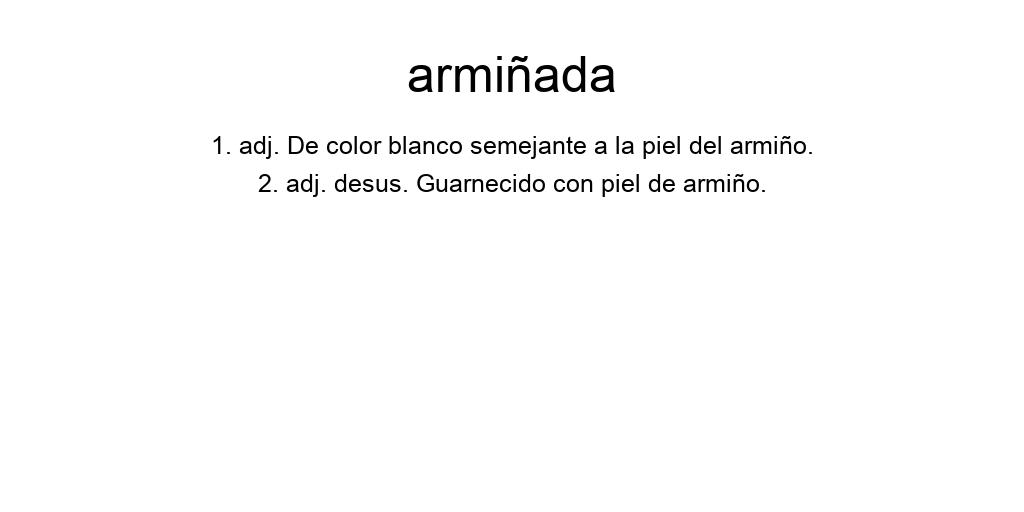 armiñada
1. adj. De color blanco semejante a la piel del armiño.
2. adj. desus. Guarnecido con piel de armiño.